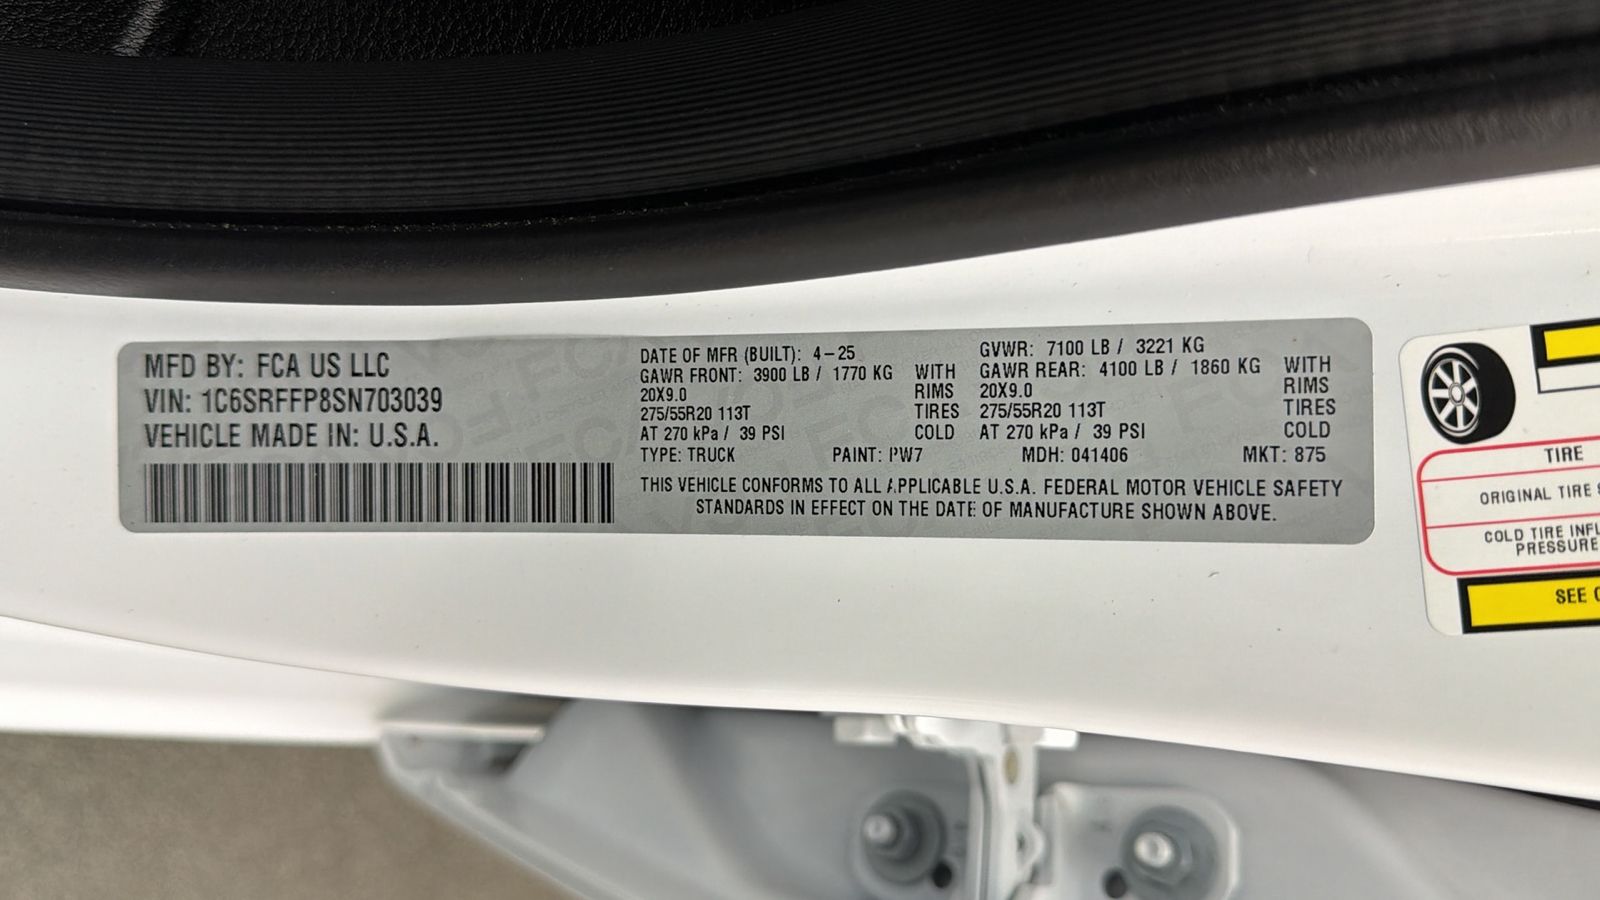 MFD BY: FCA US LLC
VIN: 1C6SRFFP8SN703039
VEHICLE MADE IN: U.S.A.
DATE OF MFR (BUILT): 4-25
GAWR FRONT: 3900 LB / 1770 KG WITH
20X9.0 RIMS
275/55R20 113T TIRES
AT 270 kPa / 39 PSI COLD
GVWR: 7100 LB / 3221 KG
GAWR REAR: 4100 LB / 1860 KG WITH
20X9.0 RIMS
275/55R20 113T TIRES
AT 270 kPa / 39 PSI COLD
TYPE: TRUCK PAINT: PW7 MDH: 041406 MKT: 875
THIS VEHICLE CONFORMS TO ALL APPLICABLE U.S.A. FEDERAL MOTOR VEHICLE SAFETY
STANDARDS IN EFFECT ON THE DATE OF MANUFACTURE SHOWN ABOVE.
TIRE
ORIGINAL TIRE
COLD TIRE
PRESSURE
SEE